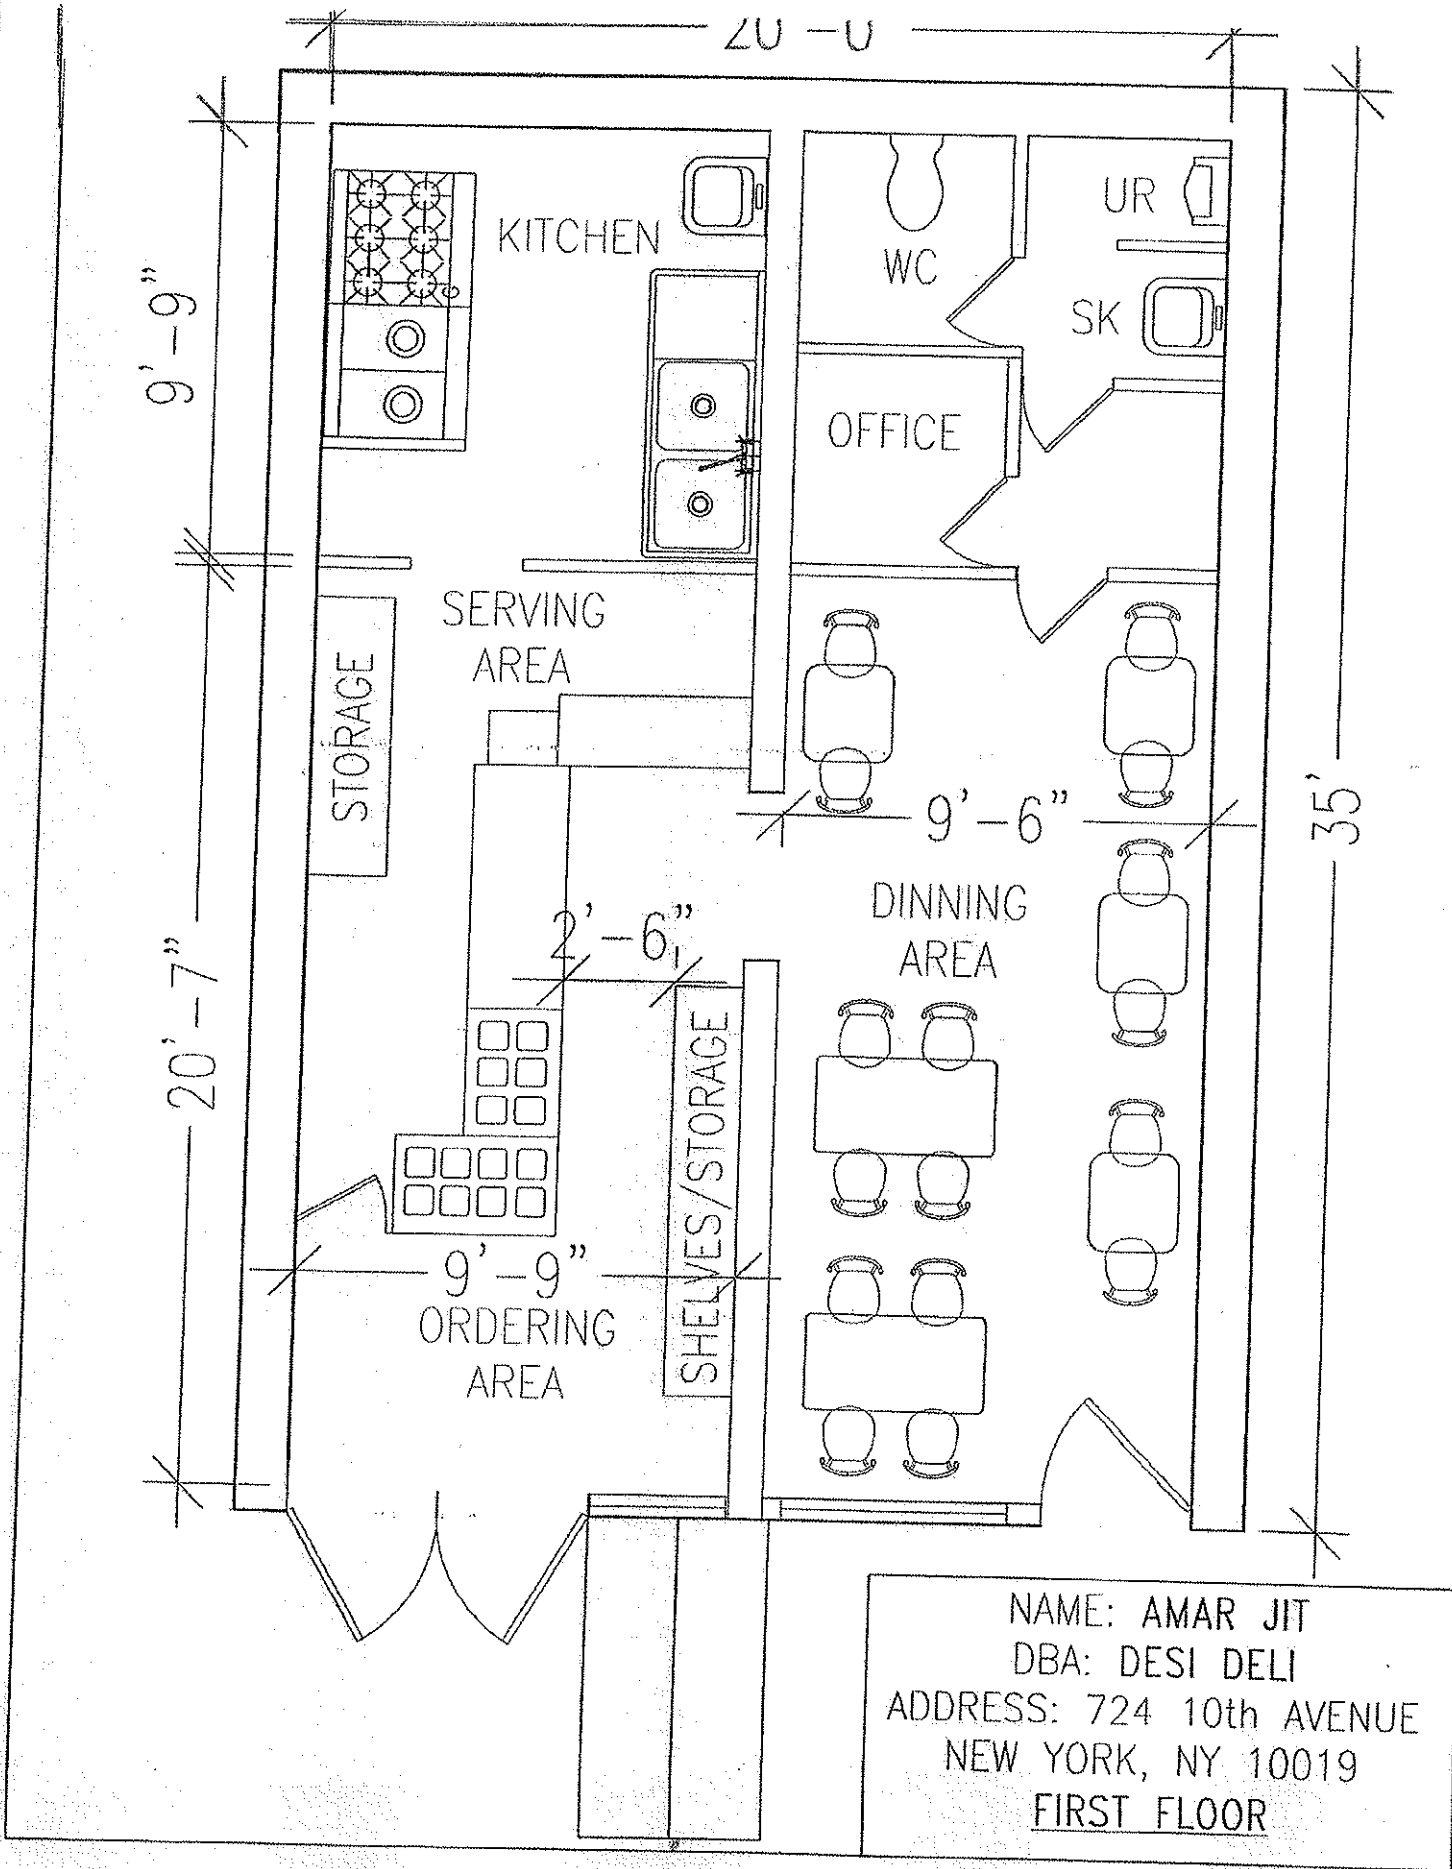 20'-0
KITCHEN
WC
UR
SK
OFFICE
9'-9"
SERVING
AREA
STORAGE
9'-6"
35'
DINNING
AREA
2'-6"
20'-7"
SHELVES/STORAGE
9'-9"
ORDERING
AREA
NAME: AMAR JIT
DBA: DESI DELI
ADDRESS: 724 10th AVENUE
NEW YORK, NY 10019
FIRST FLOOR